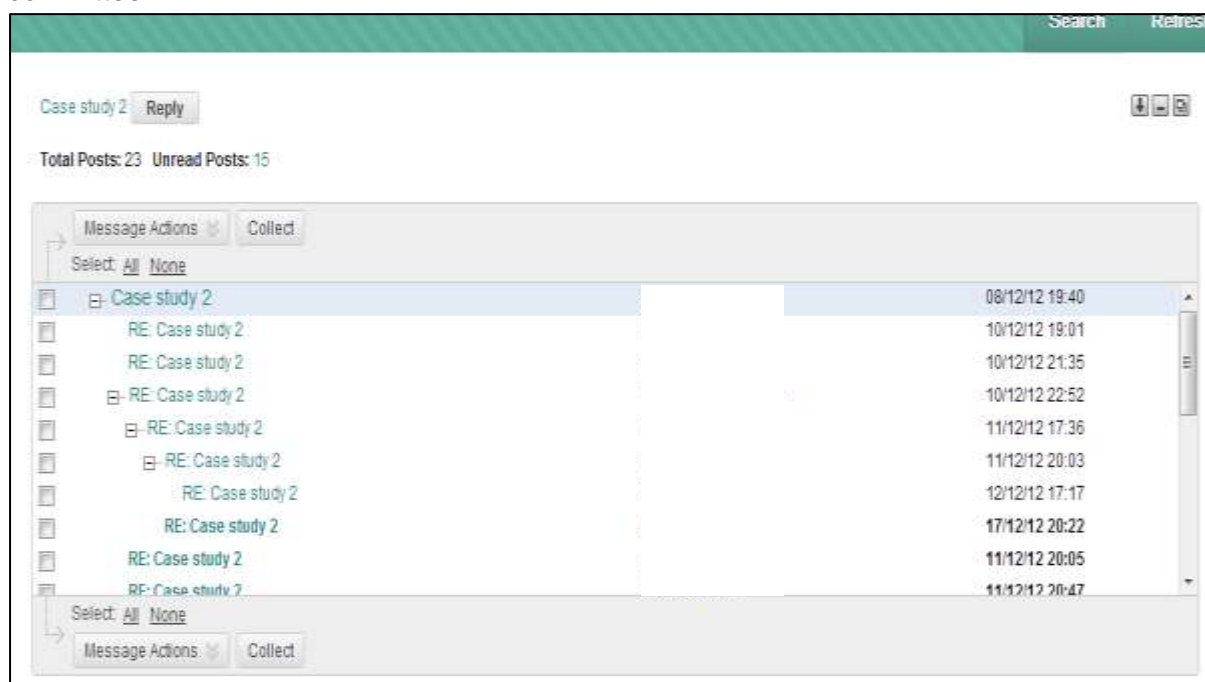 Search Refres
Case study 2 Reply
Total Posts: 23 Unread Posts: 15
Message Actions Collect
Select: All None
Case study 2 08/12/12 19:40
RE: Case study 2 10/12/12 19:01
RE: Case study 2 10/12/12 21:35
RE: Case study 2 10/12/12 22:52
RE: Case study 2 11/12/12 17:36
RE: Case study 2 11/12/12 20:03
RE: Case study 2 12/12/12 17:17
RE: Case study 2 17/12/12 20:22
RE: Case study 2 11/12/12 20:05
RE: Case study 2 11/12/12 20:47
Select: All None
Message Actions Collect